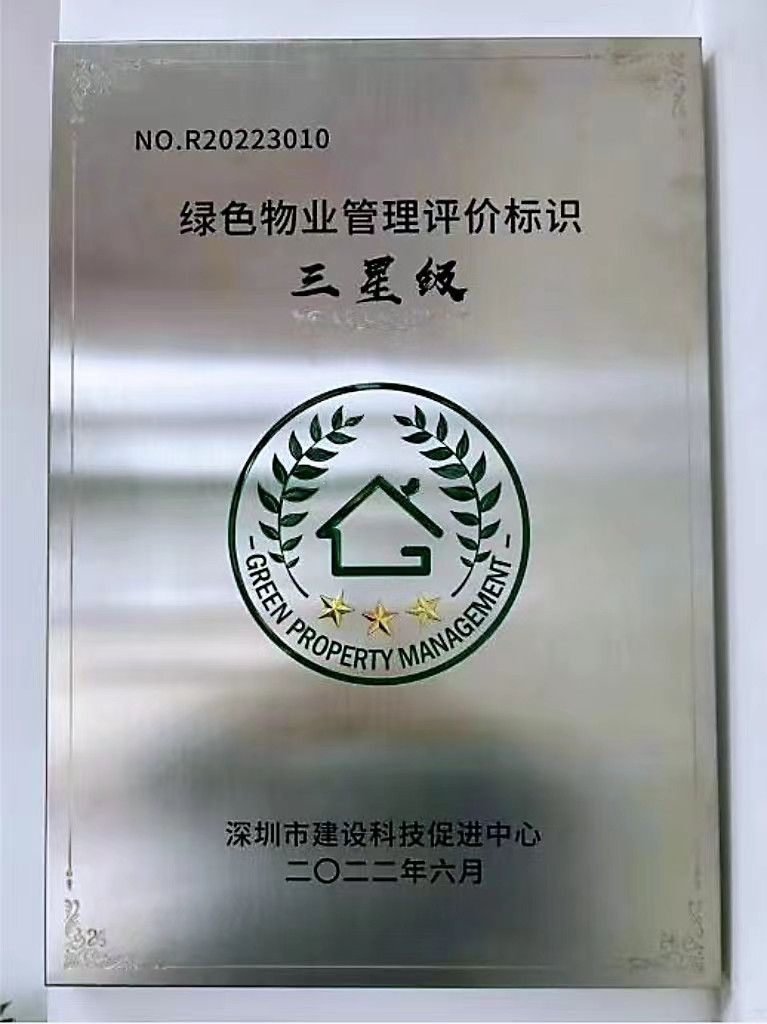 NO.R20223010
绿色物业管理评价标识
三星级
-GREEN PROPERTY MANAGEMENT-
深圳市建设科技促进中心
二〇二二年六月